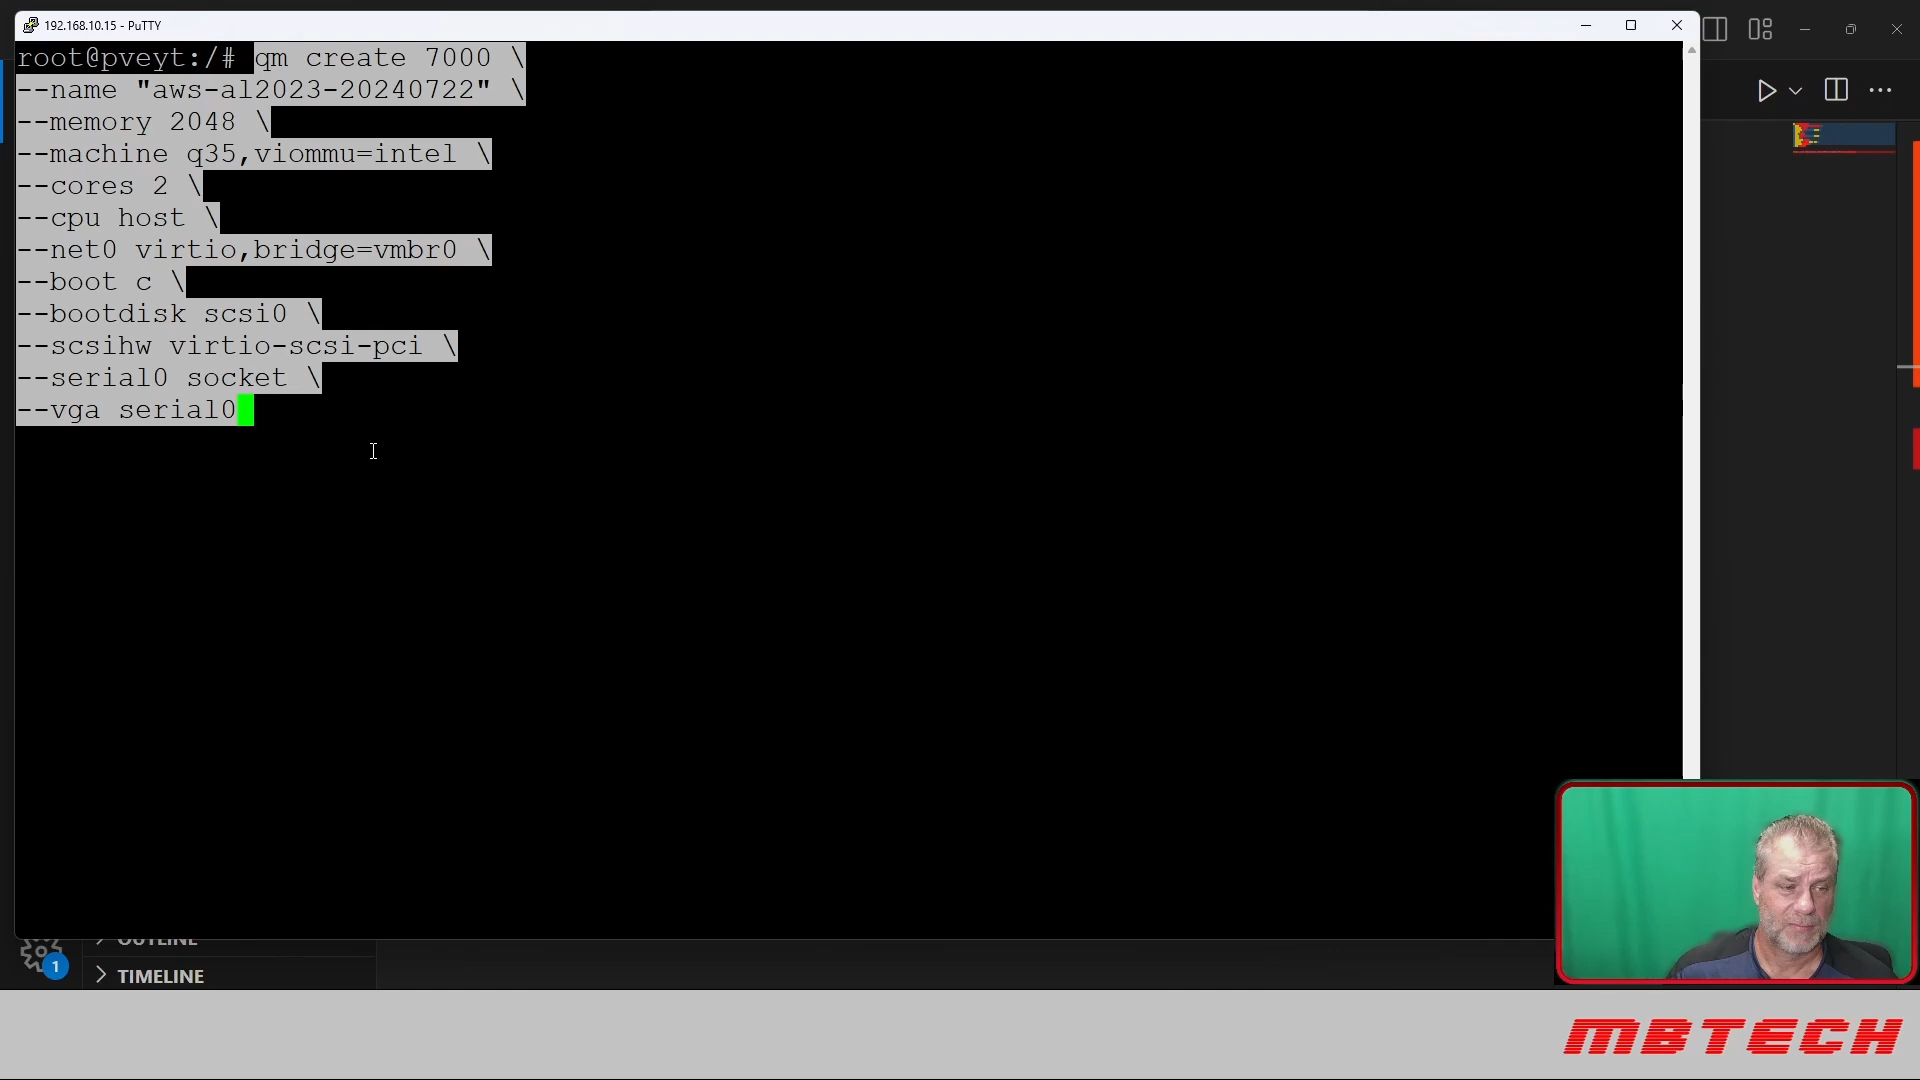 192.168.10.15 - PuTTY
root@pveyt:/# qm create 7000 \
--name "aws-al2023-20240722" \
--memory 2048 \
--machine q35,viommu=intel \
--cores 2 \
--cpu host \
--net0 virtio,bridge=vmbr0 \
--boot c \
--bootdisk scsi0 \
--scsihw virtio-scsi-pci \
--serial0 socket \
--vga serial0
OUTLINE
1
TIMELINE
MBTECH